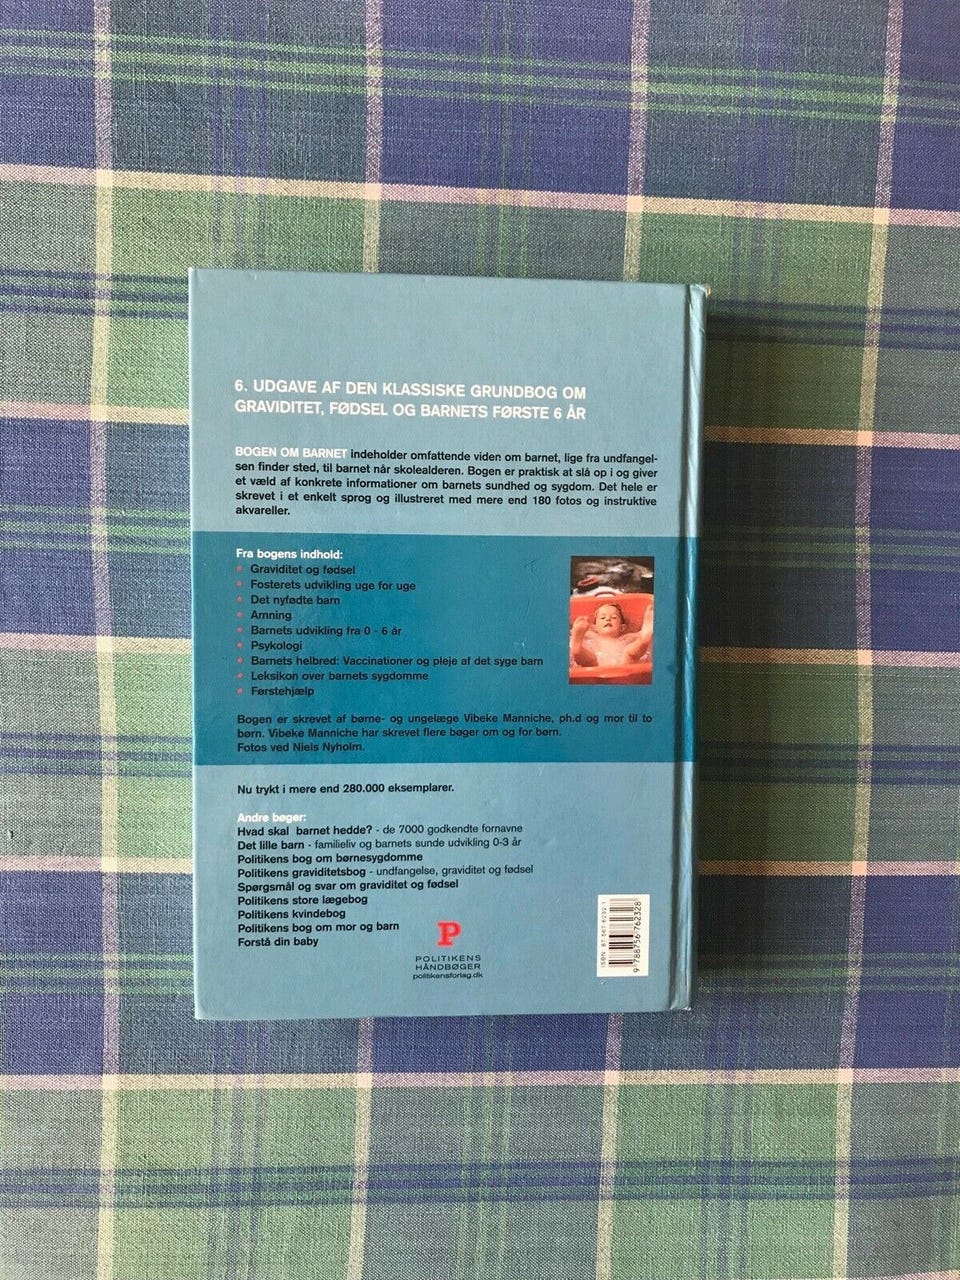 6. UDGAVE AF DEN KLASSISKE GRUNDBOG OM
GRAVIDITET, FØDSEL OG BARNETS FØRSTE 6 ÅR
BOGEN OM BARNET indeholder omfattende viden om barnet, lige fra undfangel-
sen finder sted, til barnet når skolealderen. Bogen er praktisk at slå op i og giver
et væld af konkrete informationer om barnets sundhed og sygdom. Det hele er
skrevet i et enkelt sprog og illustreret med mere end 180 fotos og instruktive
akvareller.
Fra bogens indhold:
• Graviditet og fødsel
• Fosterets udvikling uge for uge
• Det nyfødte barn
• Amning
• Barnets udvikling fra 0 - 6 år
• Psykologi
• Barnets helbred: Vaccinationer og pleje af det syge barn
• Leksikon over barnets sygdomme
• Førstehjælp
Bogen er skrevet af børne- og ungelæge Vibeke Manniche, ph.d og mor til to
børn. Vibeke Manniche har skrevet flere bøger om og for børn.
Fotos ved Niels Nyholm.
Nu trykt i mere end 280.000 eksemplarer.
Andre bøger:
Hvad skal barnet hedde? - de 7000 godkendte fornavne
Det lille barn - familieliv og barnets sunde udvikling 0-3 år
Politikens bog om børnesygdomme
Politikens graviditetsbog - undfangelse, graviditet og fødsel
Spørgsmål og svar om graviditet og fødsel
Politikens store lægebog
Politikens kvindebog
Politikens bog om mor og barn
Forstå din baby
P
POLITIKENS
HÅNDBØGER
politikensforlag.dk
ISBN 87-567-6232-1
9 788756 762328